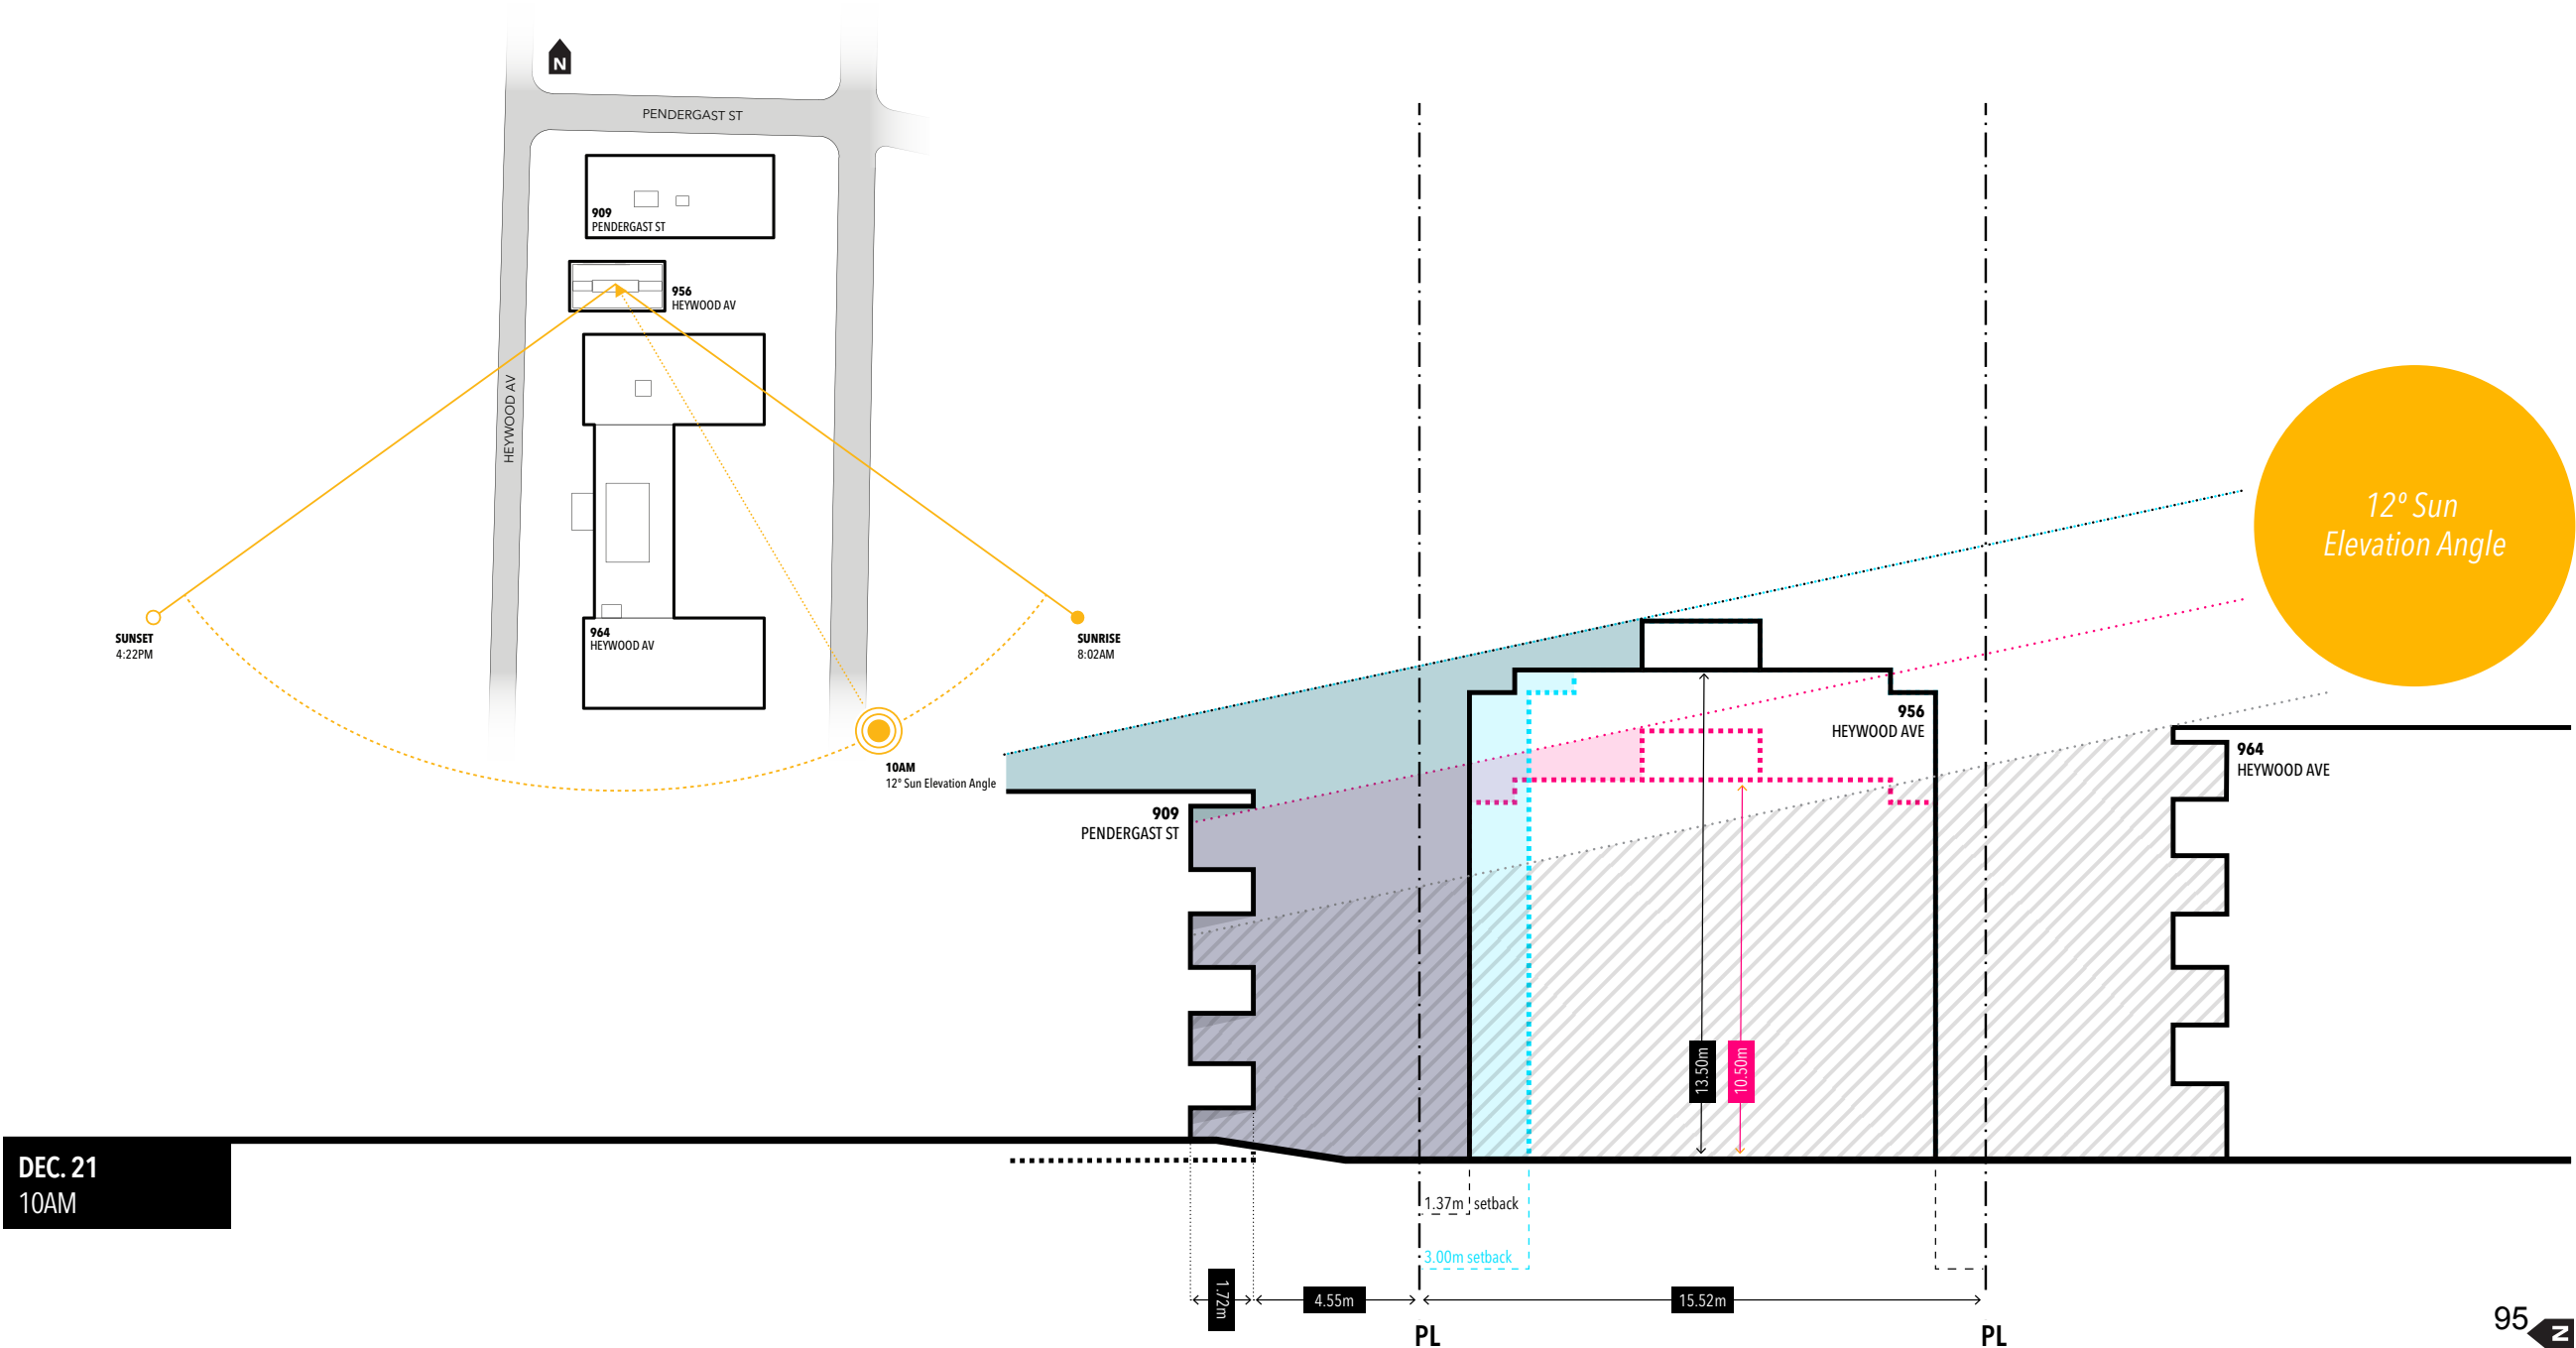 N
PENDERGAST ST
909
PENDERGAST ST
956
HEYWOOD AV
HEYWOOD AV
964
HEYWOOD AV
SUNSET
4:22PM
SUNRISE
8:02AM
10AM
12º Sun Elevation Angle
12º Sun
Elevation Angle
956
HEYWOOD AVE
964
HEYWOOD AVE
909
PENDERGAST ST
13.50m
10.50m
DEC. 21
10AM
1.37m setback
3.00m setback
1.72m
4.55m
15.52m
PL
PL
95
N